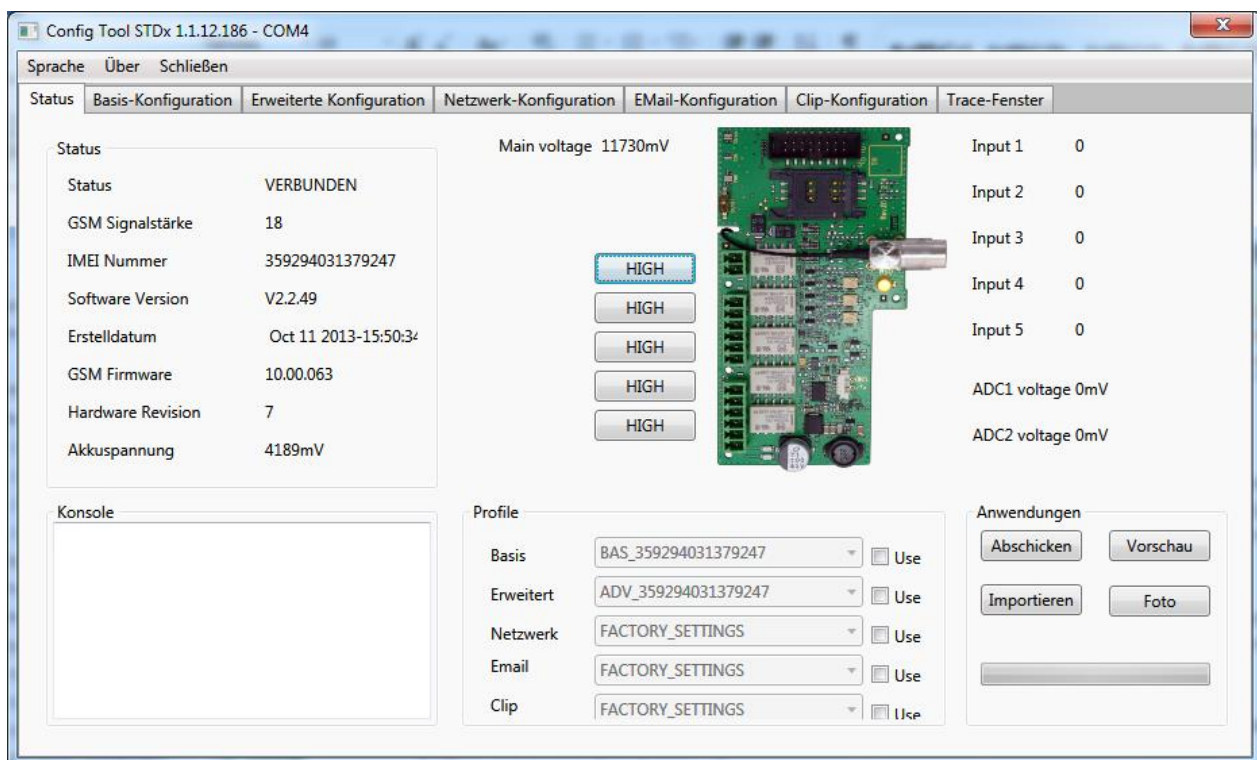 Config Tool STDx 1.1.12.186 - COM4
Sprache Über Schließen
Status Basis-Konfiguration Erweiterte Konfiguration Netzwerk-Konfiguration EMail-Konfiguration Clip-Konfiguration Trace-Fenster
Status
Status VERBUNDEN
GSM Signalstärke 18
IMEI Nummer 359294031379247
Software Version V2.2.49
Erstelldatum Oct 11 2013-15:50:34
GSM Firmware 10.00.063
Hardware Revision 7
Akkuspannung 4189mV
Main voltage 11730mV
HIGH
HIGH
HIGH
HIGH
HIGH
Input 1 0
Input 2 0
Input 3 0
Input 4 0
Input 5 0
ADC1 voltage 0mV
ADC2 voltage 0mV
Konsole
Profile
Basis BAS_359294031379247 Use
Erweitert ADV_359294031379247 Use
Netzwerk FACTORY_SETTINGS Use
Email FACTORY_SETTINGS Use
Clip FACTORY_SETTINGS Use
Anwendungen
Abschicken Vorschau
Importieren Foto